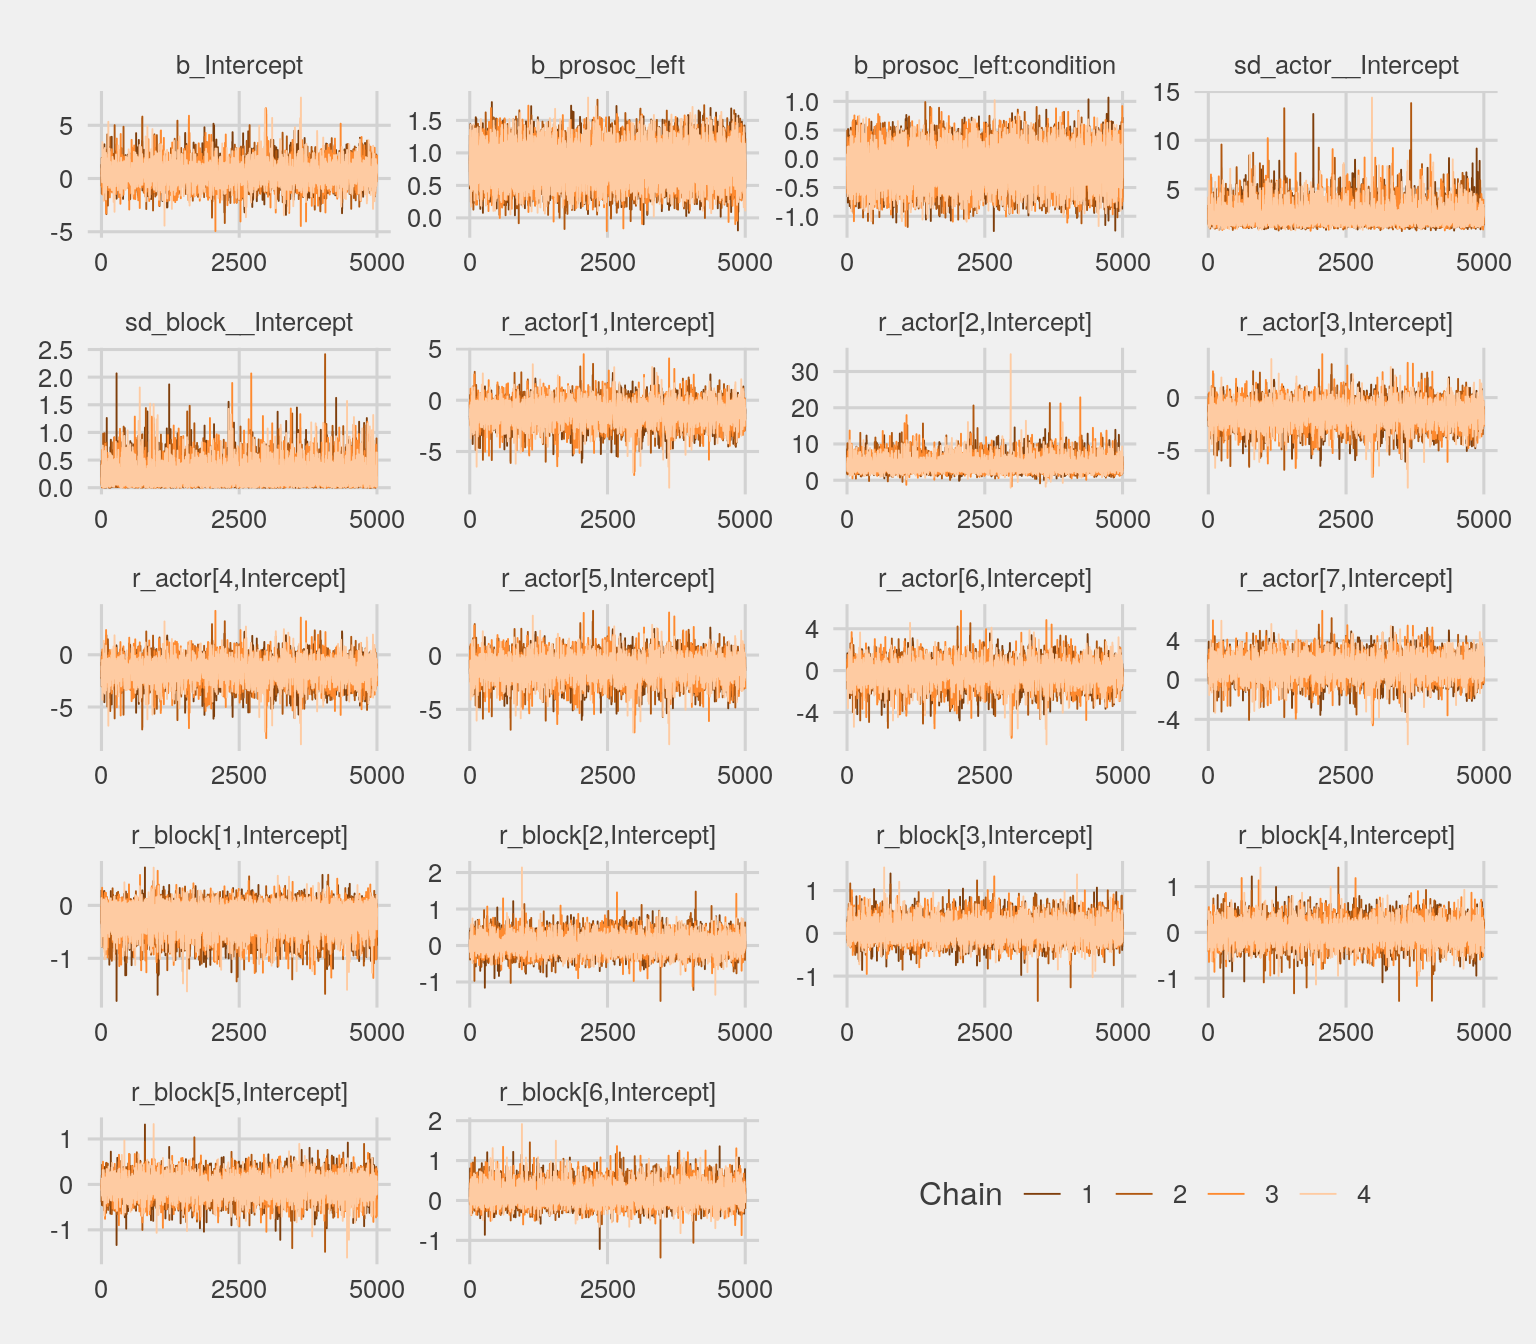 b_Intercept b_prosoc_left b_prosoc_left:condition sd_actor__Intercept
5 0 -5 0 2500 5000
1.5 1.0 0.5 0.0 0 2500 5000
1.0 0.5 0.0 -0.5 -1.0 0 2500 5000
15 10 5 0 2500 5000
sd_block__Intercept r_actor[1,Intercept] r_actor[2,Intercept] r_actor[3,Intercept]
2.5 2.0 1.5 1.0 0.5 0.0 0 2500 5000
5 0 -5 0 2500 5000
30 20 10 0 0 2500 5000
0 -5 0 2500 5000
r_actor[4,Intercept] r_actor[5,Intercept] r_actor[6,Intercept] r_actor[7,Intercept]
0 -5 0 2500 5000
0 -5 0 2500 5000
4 0 -4 0 2500 5000
4 0 -4 0 2500 5000
r_block[1,Intercept] r_block[2,Intercept] r_block[3,Intercept] r_block[4,Intercept]
0 -1 0 2500 5000
2 1 0 -1 0 2500 5000
1 0 -1 0 2500 5000
1 0 -1 0 2500 5000
r_block[5,Intercept] r_block[6,Intercept]
1 0 -1 0 2500 5000
2 1 0 -1 0 2500 5000
Chain 1 2 3 4